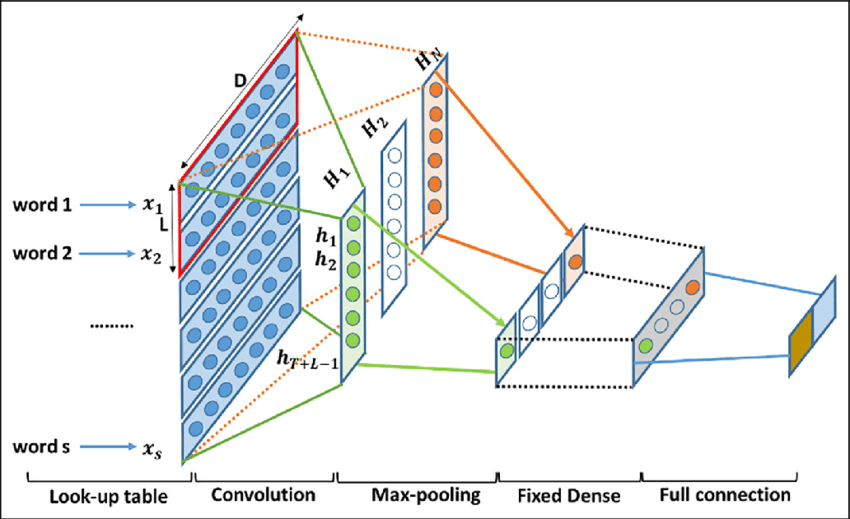 D
H_N
H_2
H_1
word 1 x_1
L
h_1
word 2 x_2
h_2
.........
h_{T+L-1}
word s x_s
Look-up table Convolution Max-pooling Fixed Dense Full connection